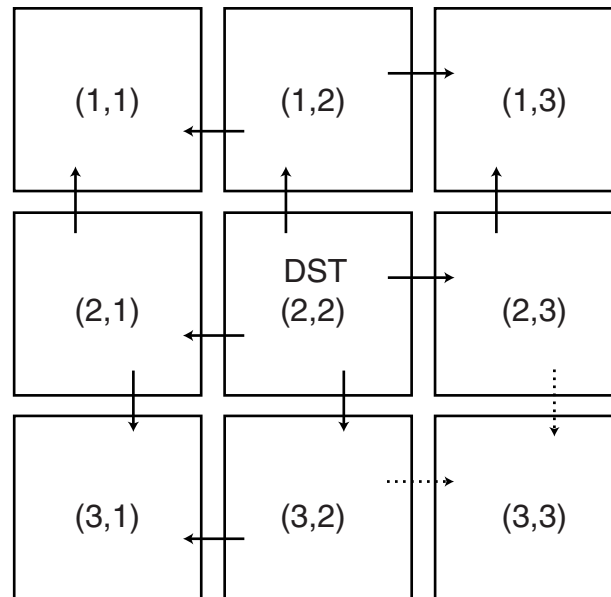 (1,1) (1,2) (1,3)
DST
(2,1) (2,2) (2,3)
(3,1) (3,2) (3,3)